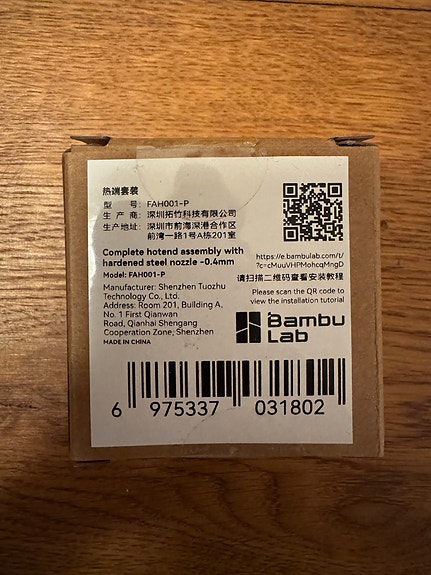 热端套装
型 号： FAH001-P
生 产 商： 深圳拓竹科技有限公司
生产地址： 深圳市前海深港合作区
前湾一路1号A栋201室
Complete hotend assembly with
hardened steel nozzle -0.4mm
Model: FAH001-P
Manufacturer: Shenzhen Tuozhu
Technology Co., Ltd.
Address: Room 201, Building A,
No. 1 First Qianwan
Road, Qianhai Shengang
Cooperation Zone, Shenzhen
MADE IN CHINA
https://e.bambulab.com/t/
?c=cMuuVHPMohcqMngD
请扫描二维码查看安装教程
Please scan the QR code to
view the installation tutorial
Bambu
Lab
6 975337 031802